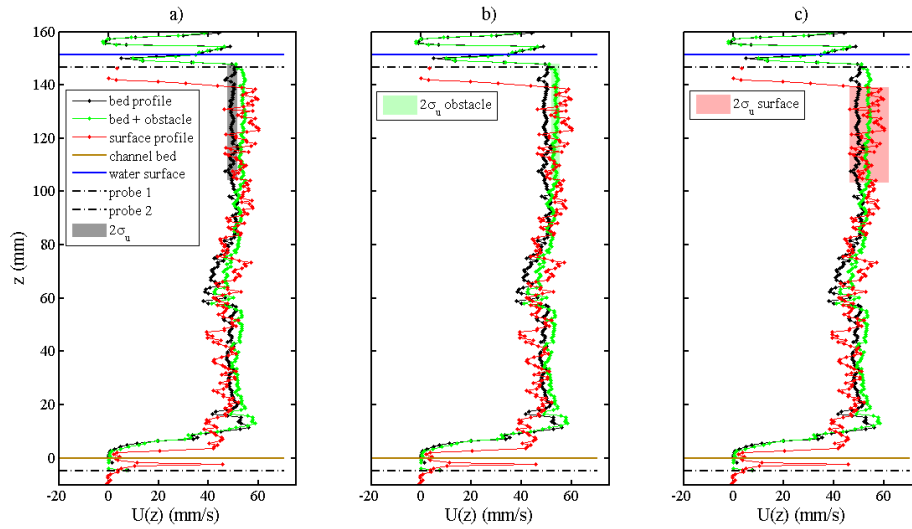 a)
b)
c)
160
140
120
100
80
60
40
20
0
-20
z (mm)
bed profile
bed + obstacle
surface profile
channel bed
water surface
probe 1
probe 2
2σu
2σu obstacle
2σu surface
-20 0 20 40 60
-20 0 20 40 60
-20 0 20 40 60
U(z) (mm/s)
U(z) (mm/s)
U(z) (mm/s)